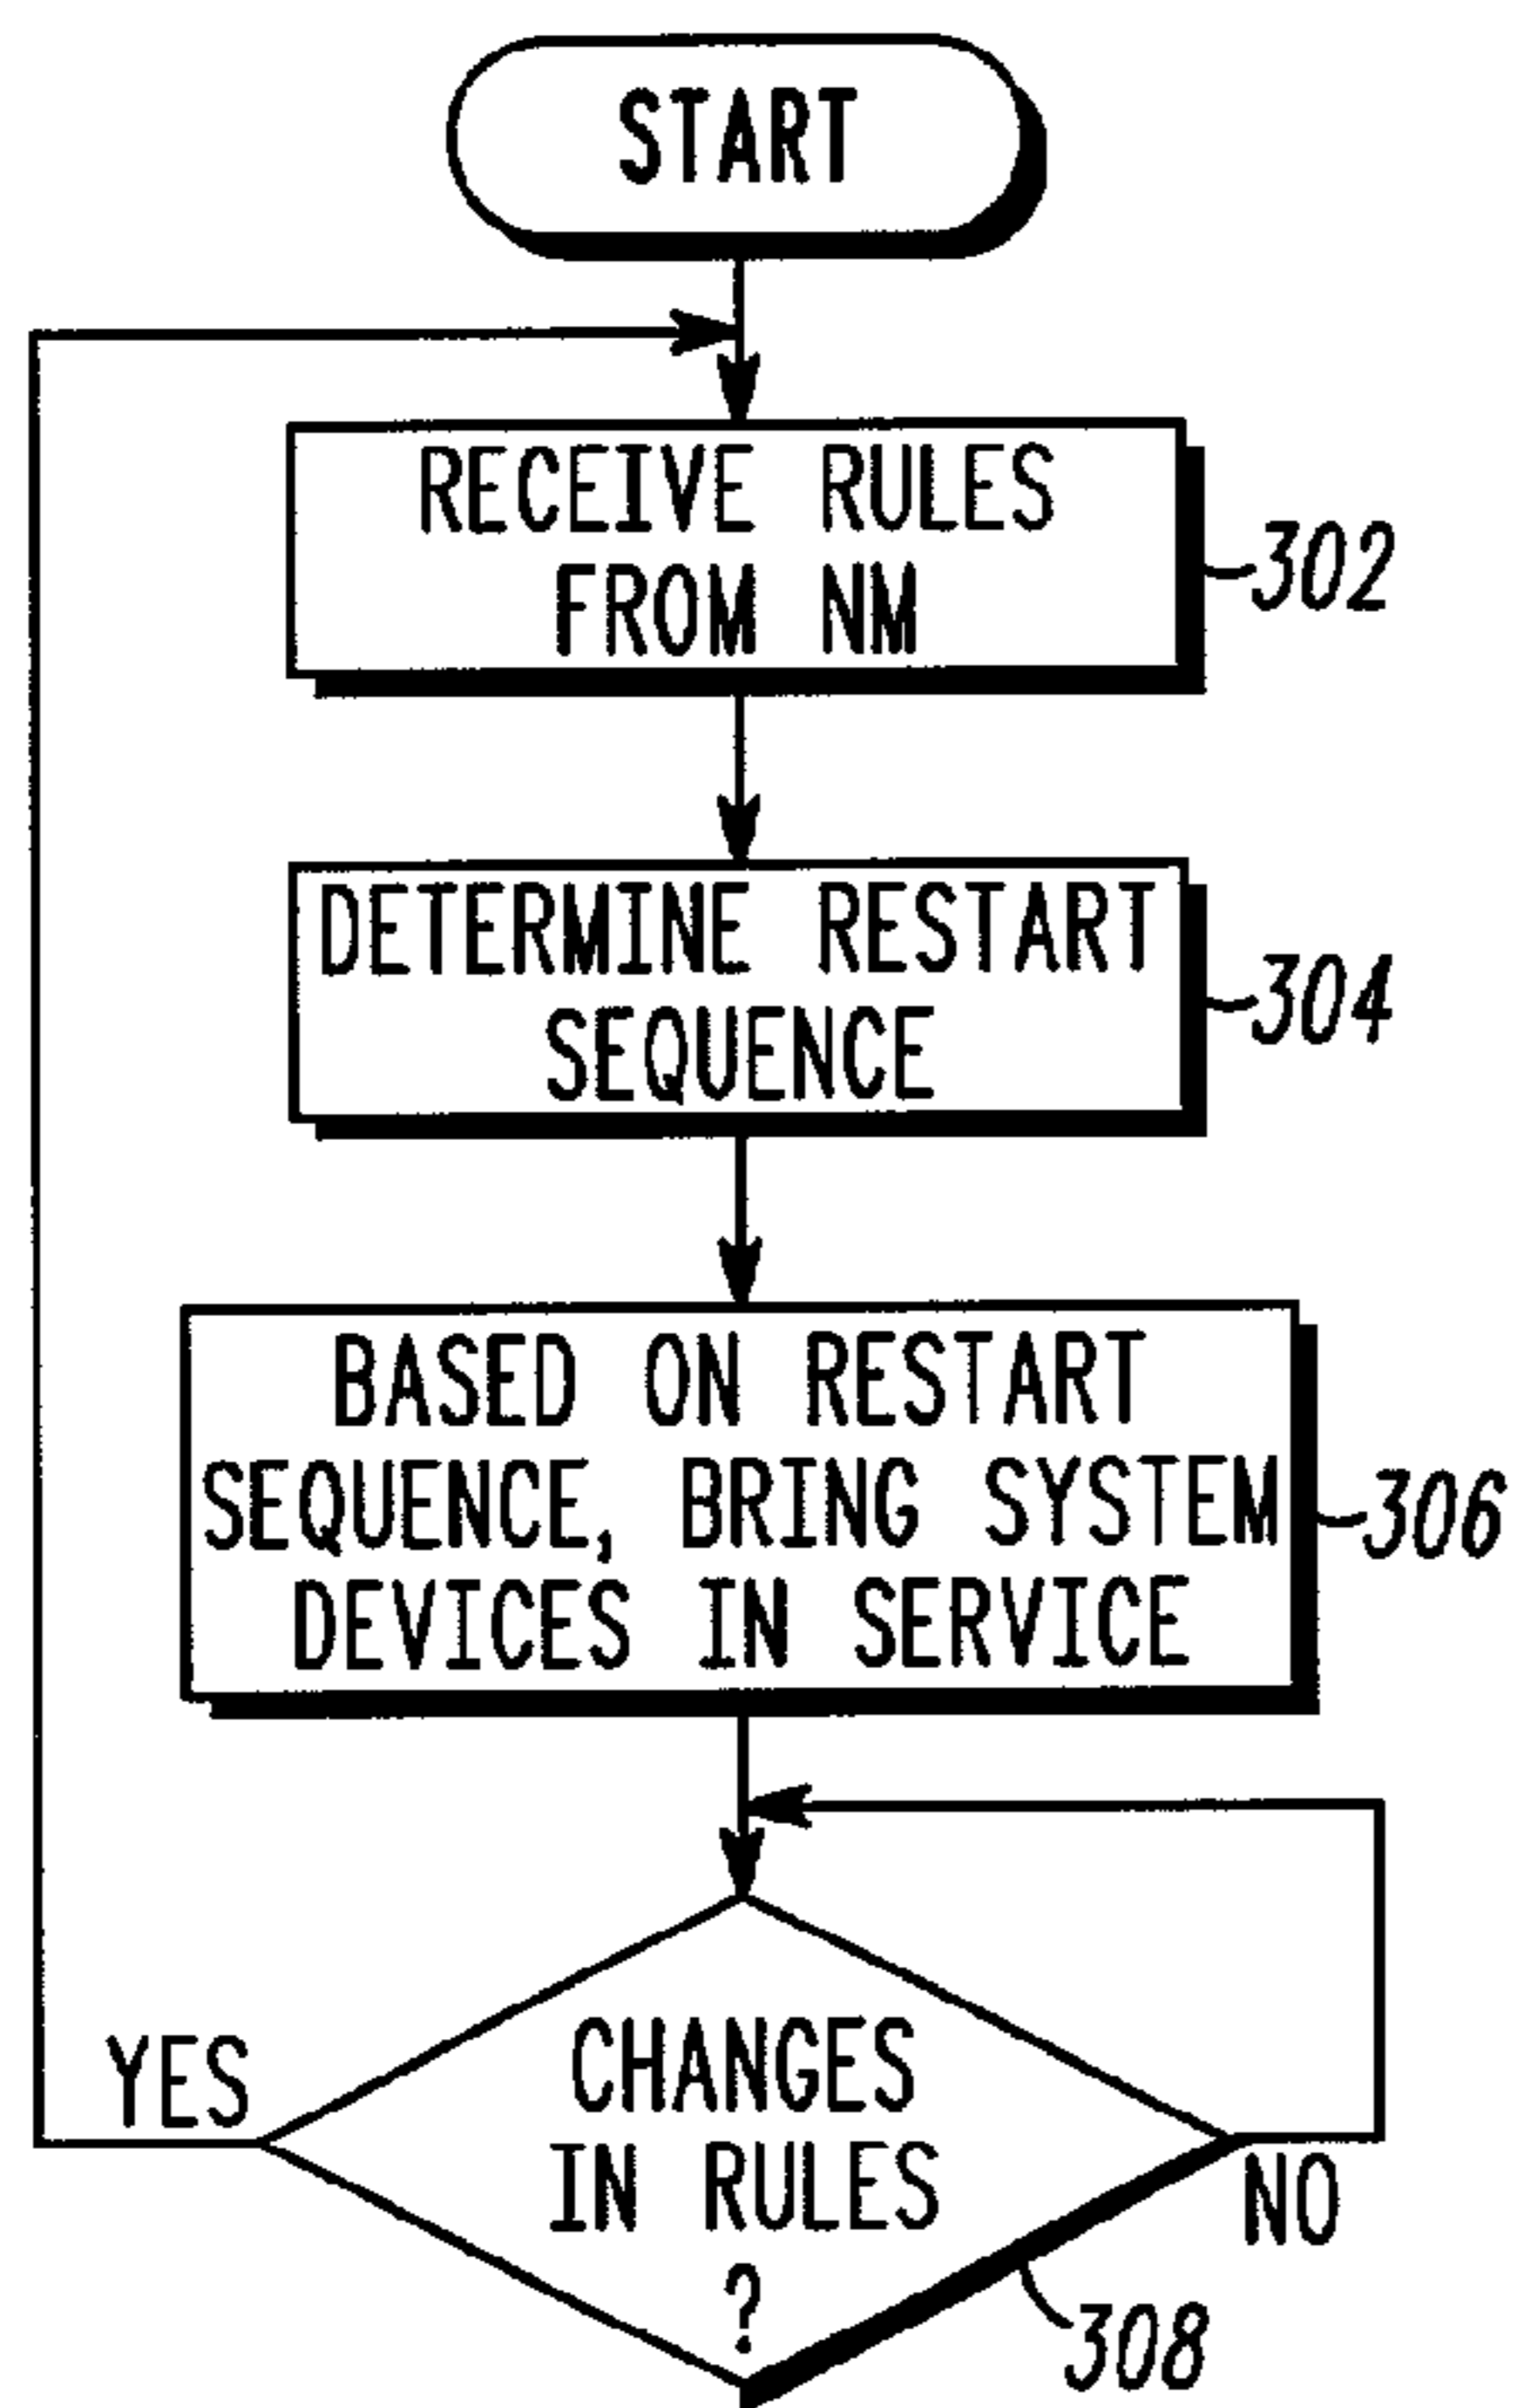 START
RECEIVE RULES
FROM NM
302
DETERMINE RESTART
SEQUENCE
304
BASED ON RESTART
SEQUENCE, BRING SYSTEM
DEVICES IN SERVICE
306
YES
CHANGES
IN RULES
?
NO
308